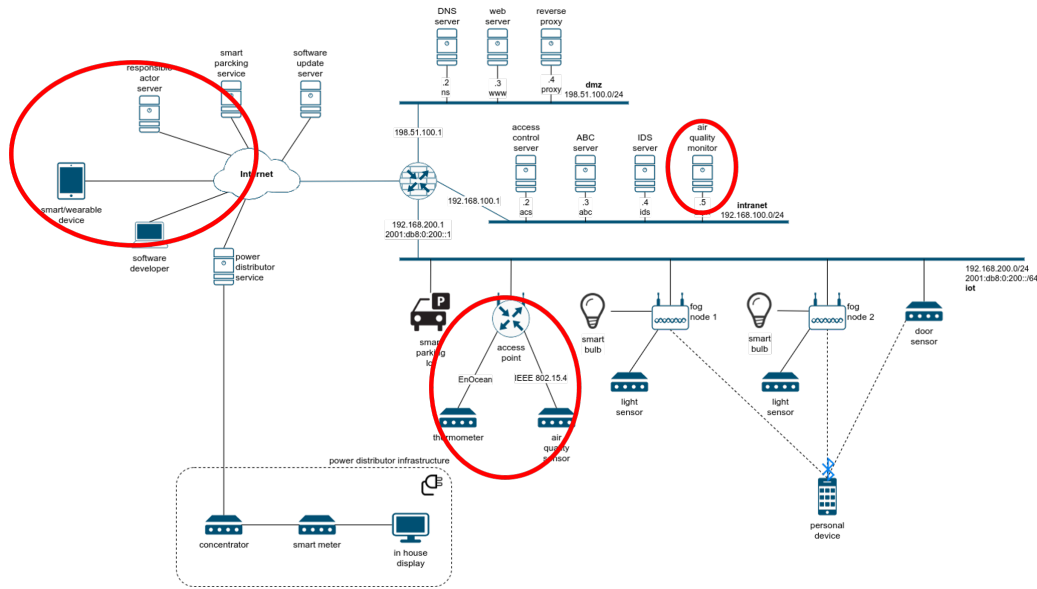 DNS
server
web
server
reverse
proxy
.2
ns
.3
www
.4
proxy
dmz
198.51.100.0/24
responsible
actor
server
smart
parcking
service
software
update
server
198.51.100.1
access
control
server
ABC
server
IDS
server
air
quality
monitor
Internet
smart/wearable
device
192.168.100.1
.2
acs
.3
abc
.4
ids
.5
intranet
192.168.100.0/24
192.168.200.1
2001:db8:0:200::1
software
developer
power
distributor
service
192.168.200.0/24
2001:db8:0:200::/64
iot
P
smart
parking
access
point
smart
bulb
fog
node 1
smart
bulb
fog
node 2
door
sensor
EnOcean
IEEE 802.15.4
light
sensor
light
sensor
thermometer
air
quality
sensor
power distributor infrastructure
personal
device
concentrator
smart meter
in house
display